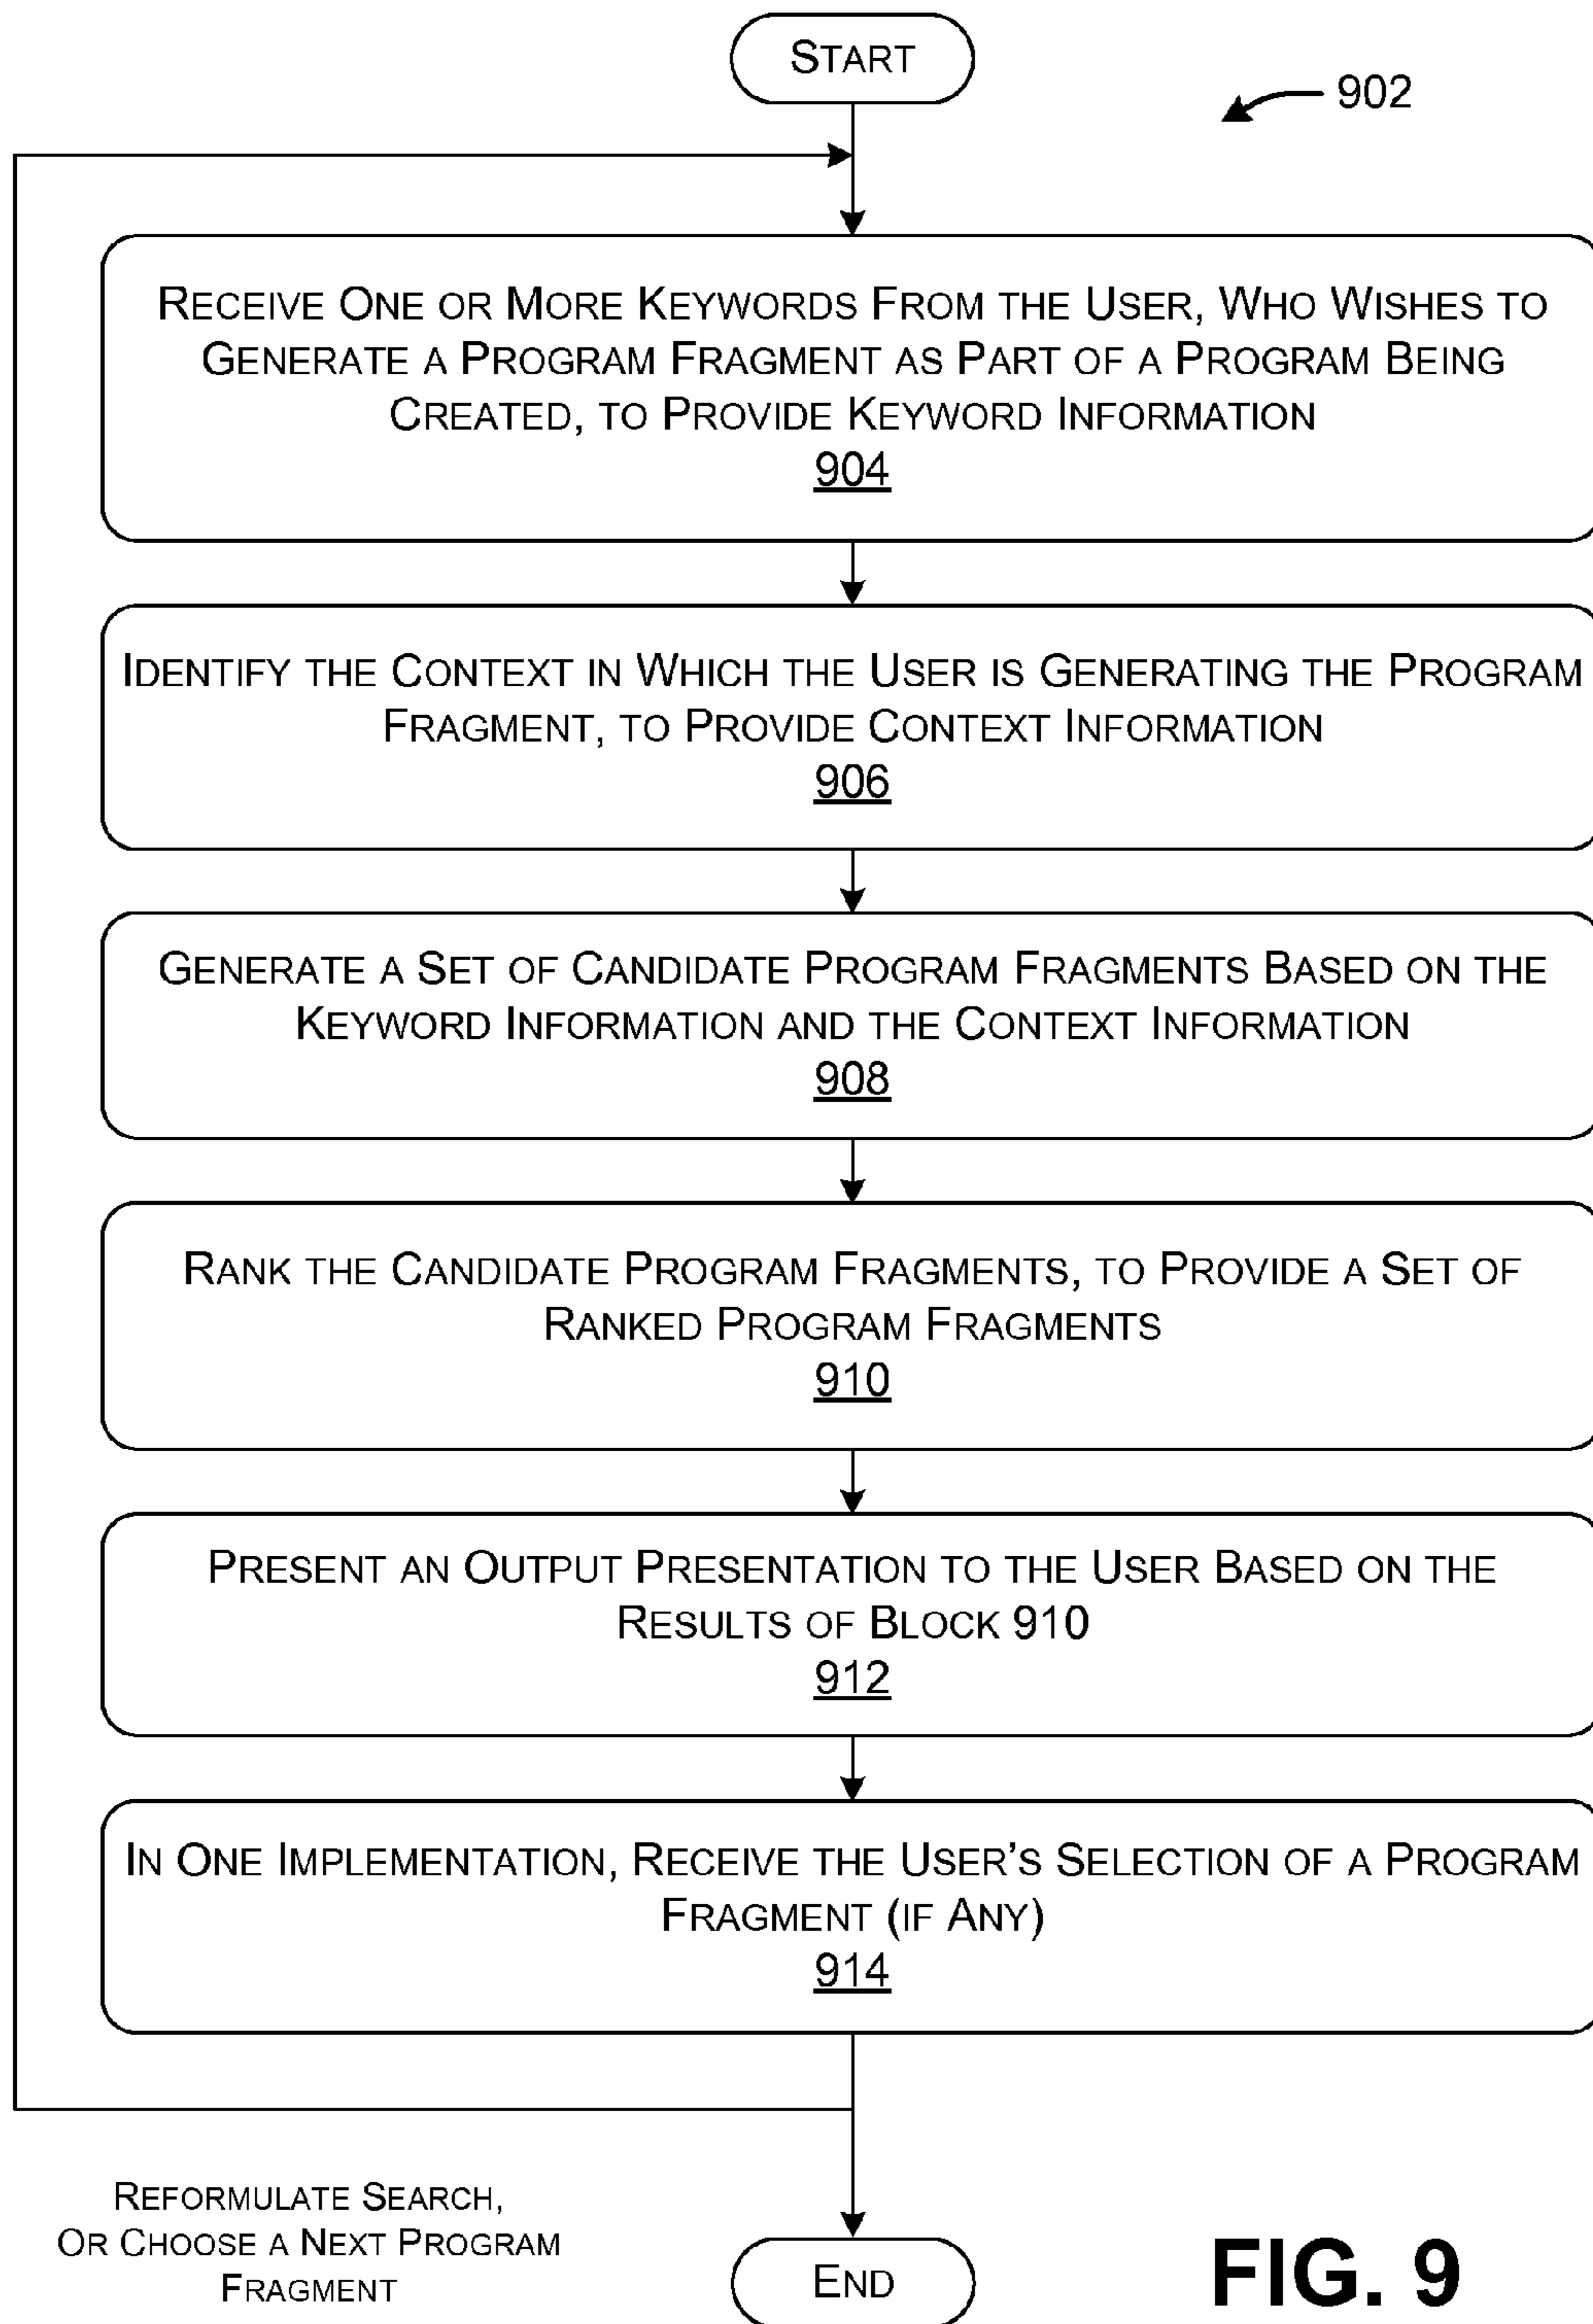 START
902
RECEIVE ONE OR MORE KEYWORDS FROM THE USER, WHO WISHES TO
GENERATE A PROGRAM FRAGMENT AS PART OF A PROGRAM BEING
CREATED, TO PROVIDE KEYWORD INFORMATION
904
IDENTIFY THE CONTEXT IN WHICH THE USER IS GENERATING THE PROGRAM
FRAGMENT, TO PROVIDE CONTEXT INFORMATION
906
GENERATE A SET OF CANDIDATE PROGRAM FRAGMENTS BASED ON THE
KEYWORD INFORMATION AND THE CONTEXT INFORMATION
908
RANK THE CANDIDATE PROGRAM FRAGMENTS, TO PROVIDE A SET OF
RANKED PROGRAM FRAGMENTS
910
PRESENT AN OUTPUT PRESENTATION TO THE USER BASED ON THE
RESULTS OF BLOCK 910
912
IN ONE IMPLEMENTATION, RECEIVE THE USER'S SELECTION OF A PROGRAM
FRAGMENT (IF ANY)
914
REFORMULATE SEARCH,
OR CHOOSE A NEXT PROGRAM
FRAGMENT
END
FIG. 9